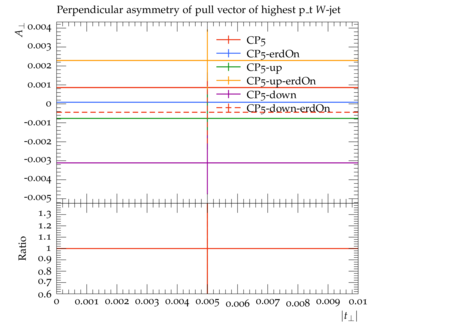 Perpendicular asymmetry of pull vector of highest p_t W-jet
A⊥
0.004
0.003
0.002
0.001
0
-0.001
-0.002
-0.003
-0.004
-0.005
CP5
CP5-erdOn
CP5-up
CP5-up-erdOn
CP5-down
CP5-down-erdOn
Ratio
1.3
1.2
1.1
1
0.9
0.8
0.7
0.6
0 0.001 0.002 0.003 0.004 0.005 0.006 0.007 0.008 0.009 0.01
|t⊥|